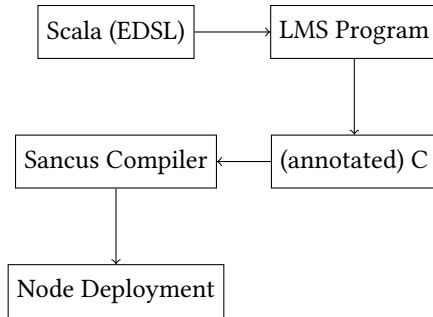 Scala (EDSL)
LMS Program
(annotated) C
Sancus Compiler
Node Deployment